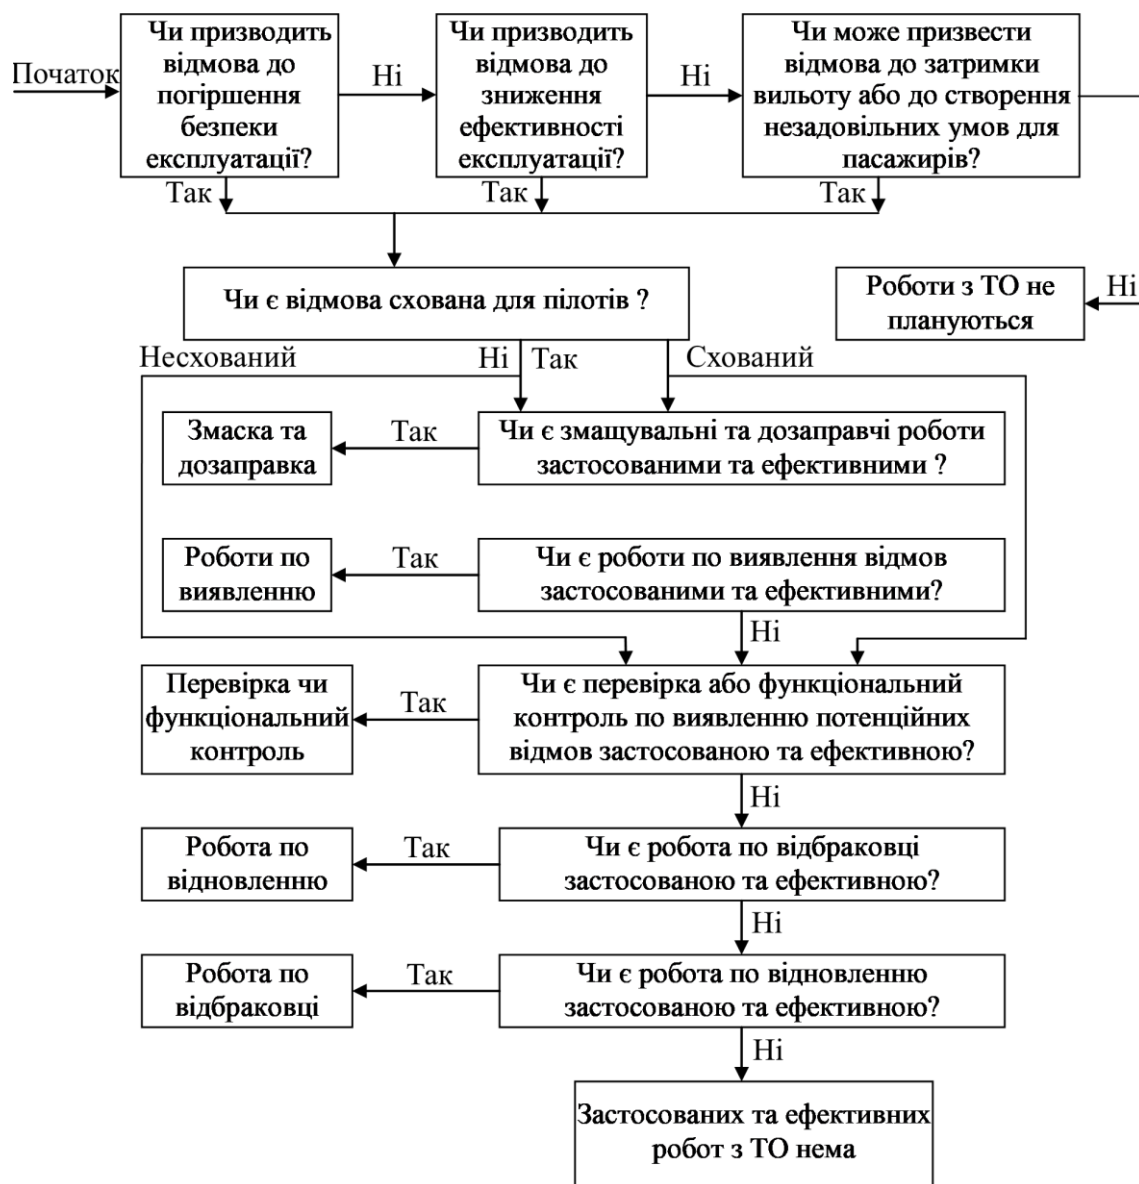 Початок
Чи призводить
відмова до
погіршення
безпеки
експлуатації?
Ні
Чи призводить
відмова до
зниження
ефективності
експлуатації?
Ні
Чи може призвести
відмова до затримки
вильоту або до створення
незадовільних умов для
пасажирів?
Так
Так
Так
Чи є відмова схована для пілотів ?
Роботи з ТО не
плануються
Ні
Несхований
Ні
Так
Схований
Змаска та
дозаправка
Так
Чи є змащувальні та дозаправчі роботи
застосованими та ефективними ?
Роботи по
виявленню
Так
Чи є роботи по виявлення відмов
застосованими та ефективними?
Ні
Перевірка чи
функціональний
контроль
Так
Чи є перевірка або функціональний
контроль по виявленню потенційних
відмов застосованою та ефективною?
Ні
Робота по
відновленню
Так
Чи є робота по відбраковці
застосованою та ефективною?
Ні
Робота по
відбраковці
Так
Чи є робота по відновленню
застосованою та ефективною?
Ні
Застосованих та ефективних
робот з ТО нема